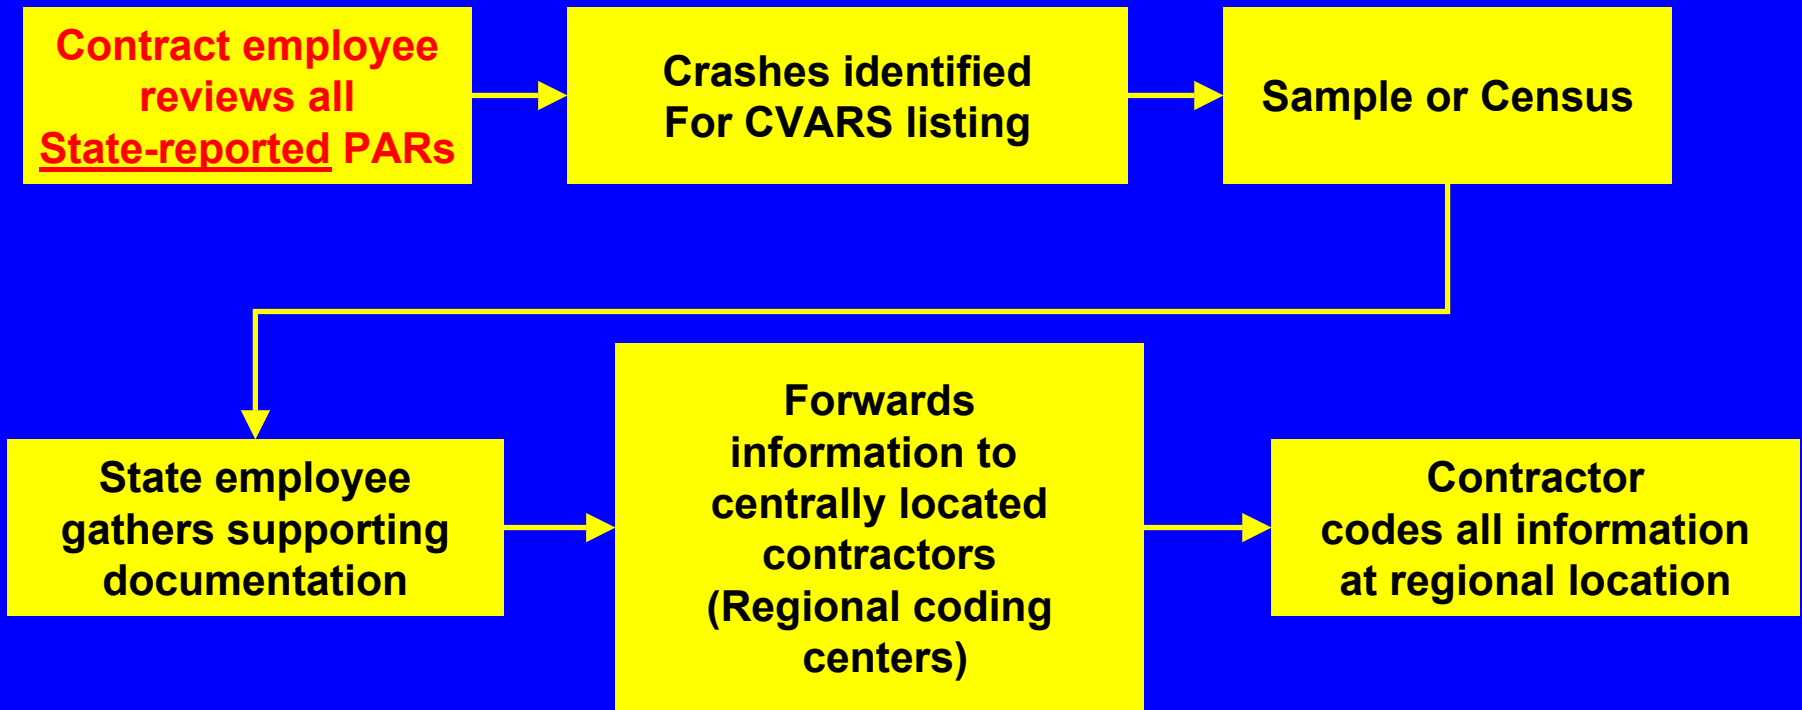 Contract employee
reviews all
State-reported PARs
Crashes identified
For CVARS listing
Sample or Census
State employee
gathers supporting
documentation
Forwards
information to
centrally located
contractors
(Regional coding
centers)
Contractor
codes all information
at regional location